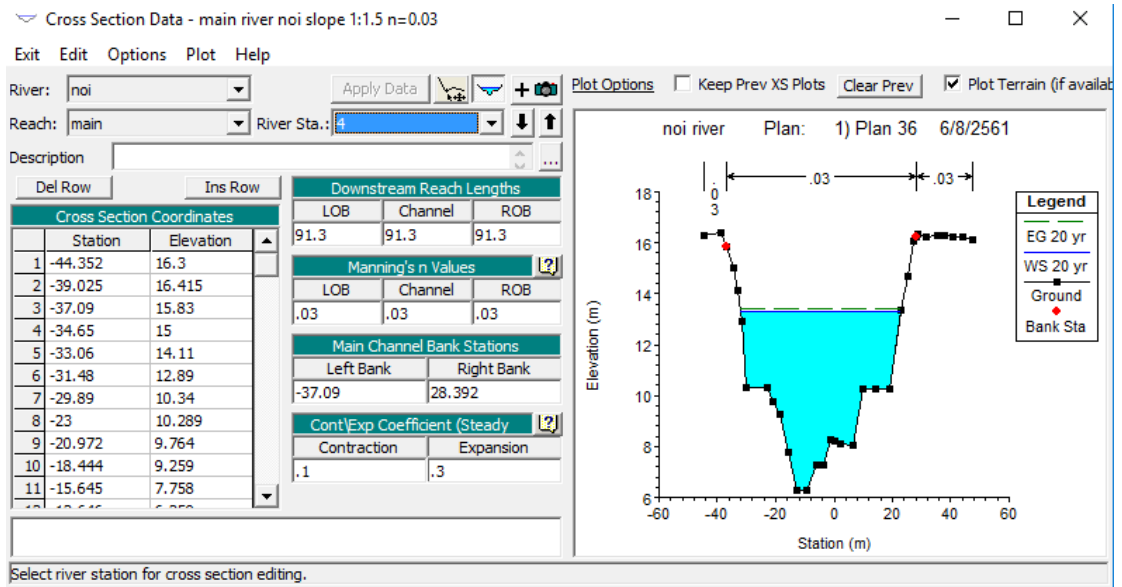 Cross Section Data - main river noi slope 1:1.5 n=0.03
Exit Edit Options Plot Help
River: noi
Apply Data
Reach: main
River Sta.: 4
Description
...
Del Row Ins Row
Cross Section Coordinates
Station Elevation
1 -44.352 16.3
2 -39.025 16.415
3 -37.09 15.83
4 -34.65 15
5 -33.06 14.11
6 -31.48 12.89
7 -29.89 10.34
8 -23 10.289
9 -20.972 9.764
10 -18.444 9.259
11 -15.645 7.758
Downstream Reach Lengths
LOB Channel ROB
91.3 91.3 91.3
Manning's n Values
LOB Channel ROB
.03 .03 .03
Main Channel Bank Stations
Left Bank Right Bank
-37.09 28.392
Cont\Exp Coefficient (Steady
Contraction Expansion
.1 .3
Select river station for cross section editing.
Plot Options Keep Prev XS Plots Clear Prev Plot Terrain (if availab
noi river Plan: 1) Plan 36 6/8/2561
.03 .03 .03
18
16
14
12
10
8
6
Elevation (m)
-60 -40 -20 0 20 40 60
Station (m)
Legend
EG 20 yr
WS 20 yr
Ground
Bank Sta